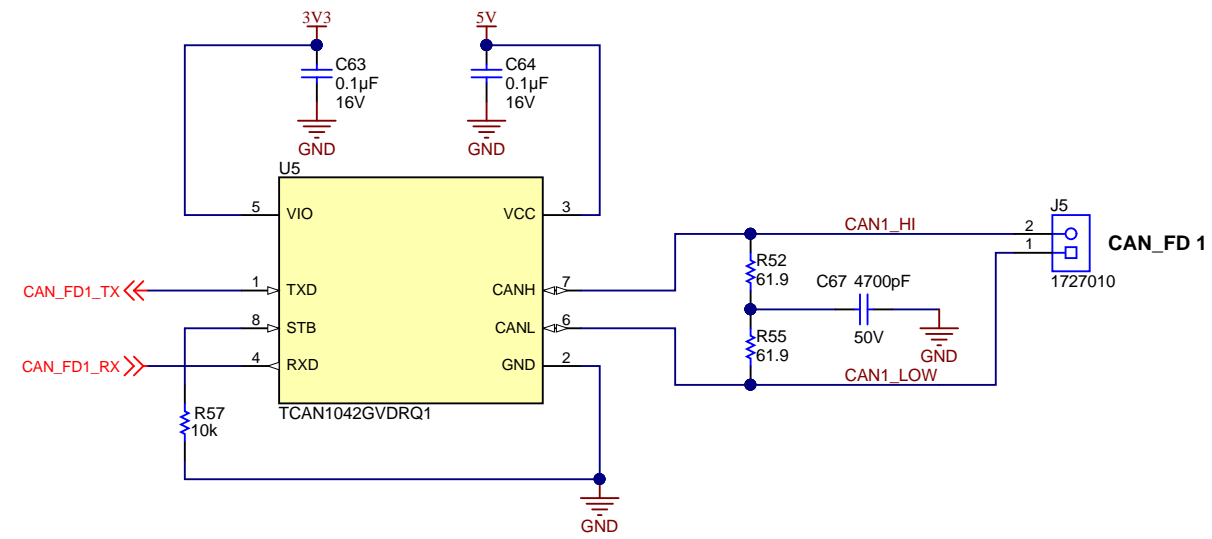 3V3
5V
C63
0.1µF
16V
C64
0.1µF
16V
GND
GND
U5
5
VIO
VCC
3
J5
CAN1_HI
2
1
CAN_FD 1
1727010
R52
61.9
C67 4700pF
50V
GND
CAN_FD1_TX
1
TXD
CANH
7
8
STB
CANL
6
R55
61.9
CAN_FD1_RX
4
RXD
GND
2
CAN1_LOW
TCAN1042GVDRQ1
R57
10k
GND